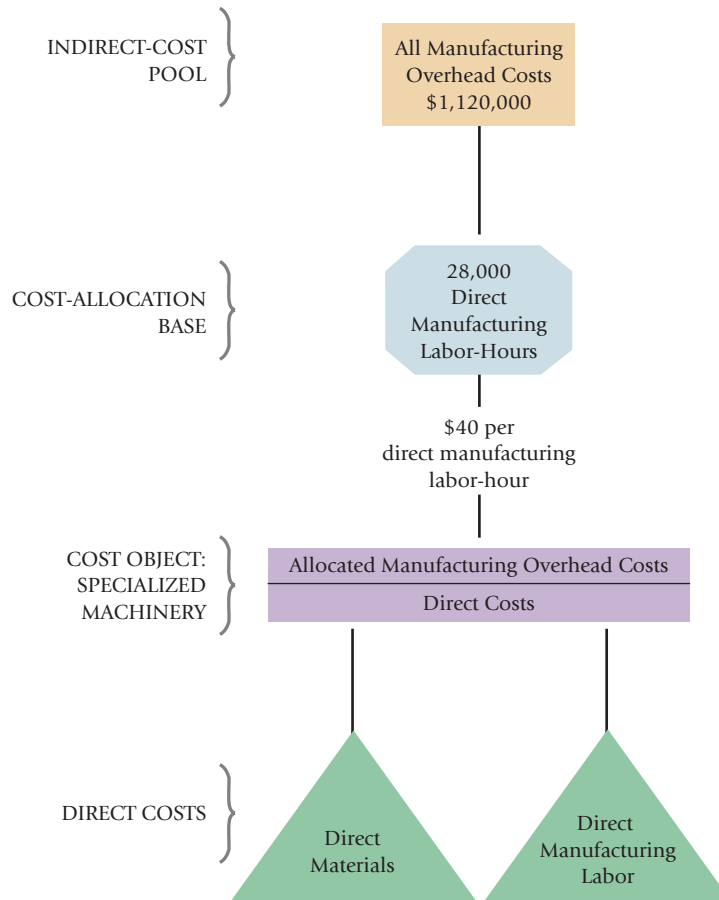 INDIRECT-COST
POOL
All Manufacturing
Overhead Costs
$1,120,000
COST-ALLOCATION
BASE
28,000
Direct
Manufacturing
Labor-Hours
$40 per
direct manufacturing
labor-hour
COST OBJECT:
SPECIALIZED
MACHINERY
Allocated Manufacturing Overhead Costs
Direct Costs
DIRECT COSTS
Direct
Materials
Direct
Manufacturing
Labor